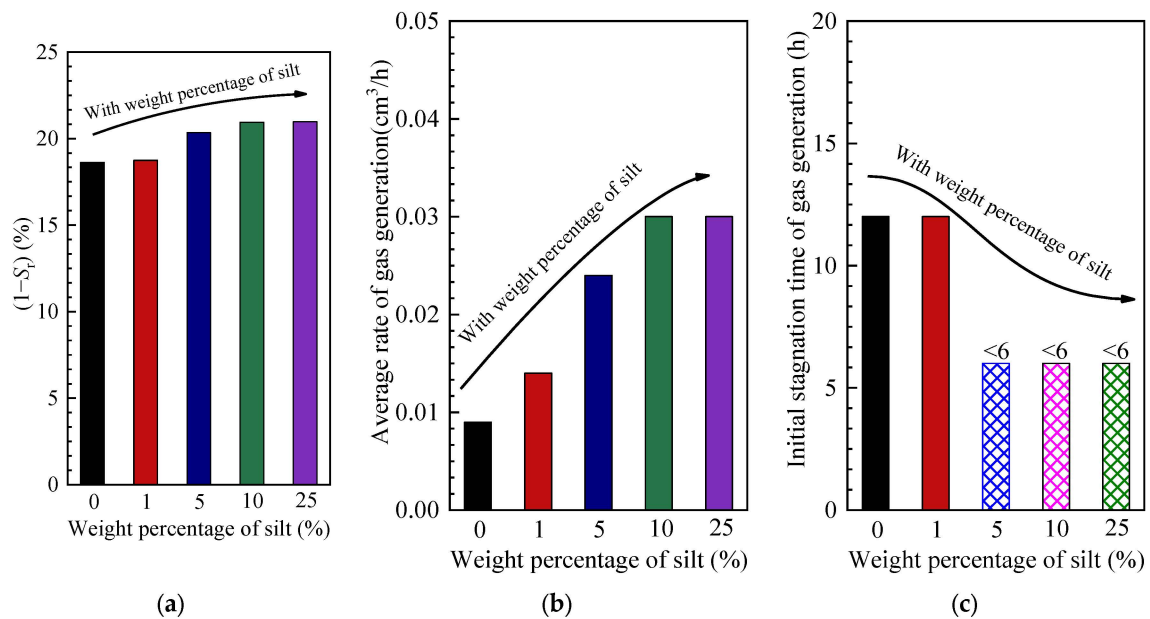 25
20
15
10
5
0
(1−Sr) (%)
With weight percentage of silt
0 1 5 10 25
Weight percentage of silt (%)
(a)
0.05
0.04
0.03
0.02
0.01
0.00
Average rate of gas generation(cm³/h)
With weight percentage of silt
0 1 5 10 25
Weight percentage of silt (%)
(b)
20
15
10
5
0
Initial stagnation time of gas generation (h)
With weight percentage of silt
<6 <6 <6
0 1 5 10 25
Weight percentage of silt (%)
(c)